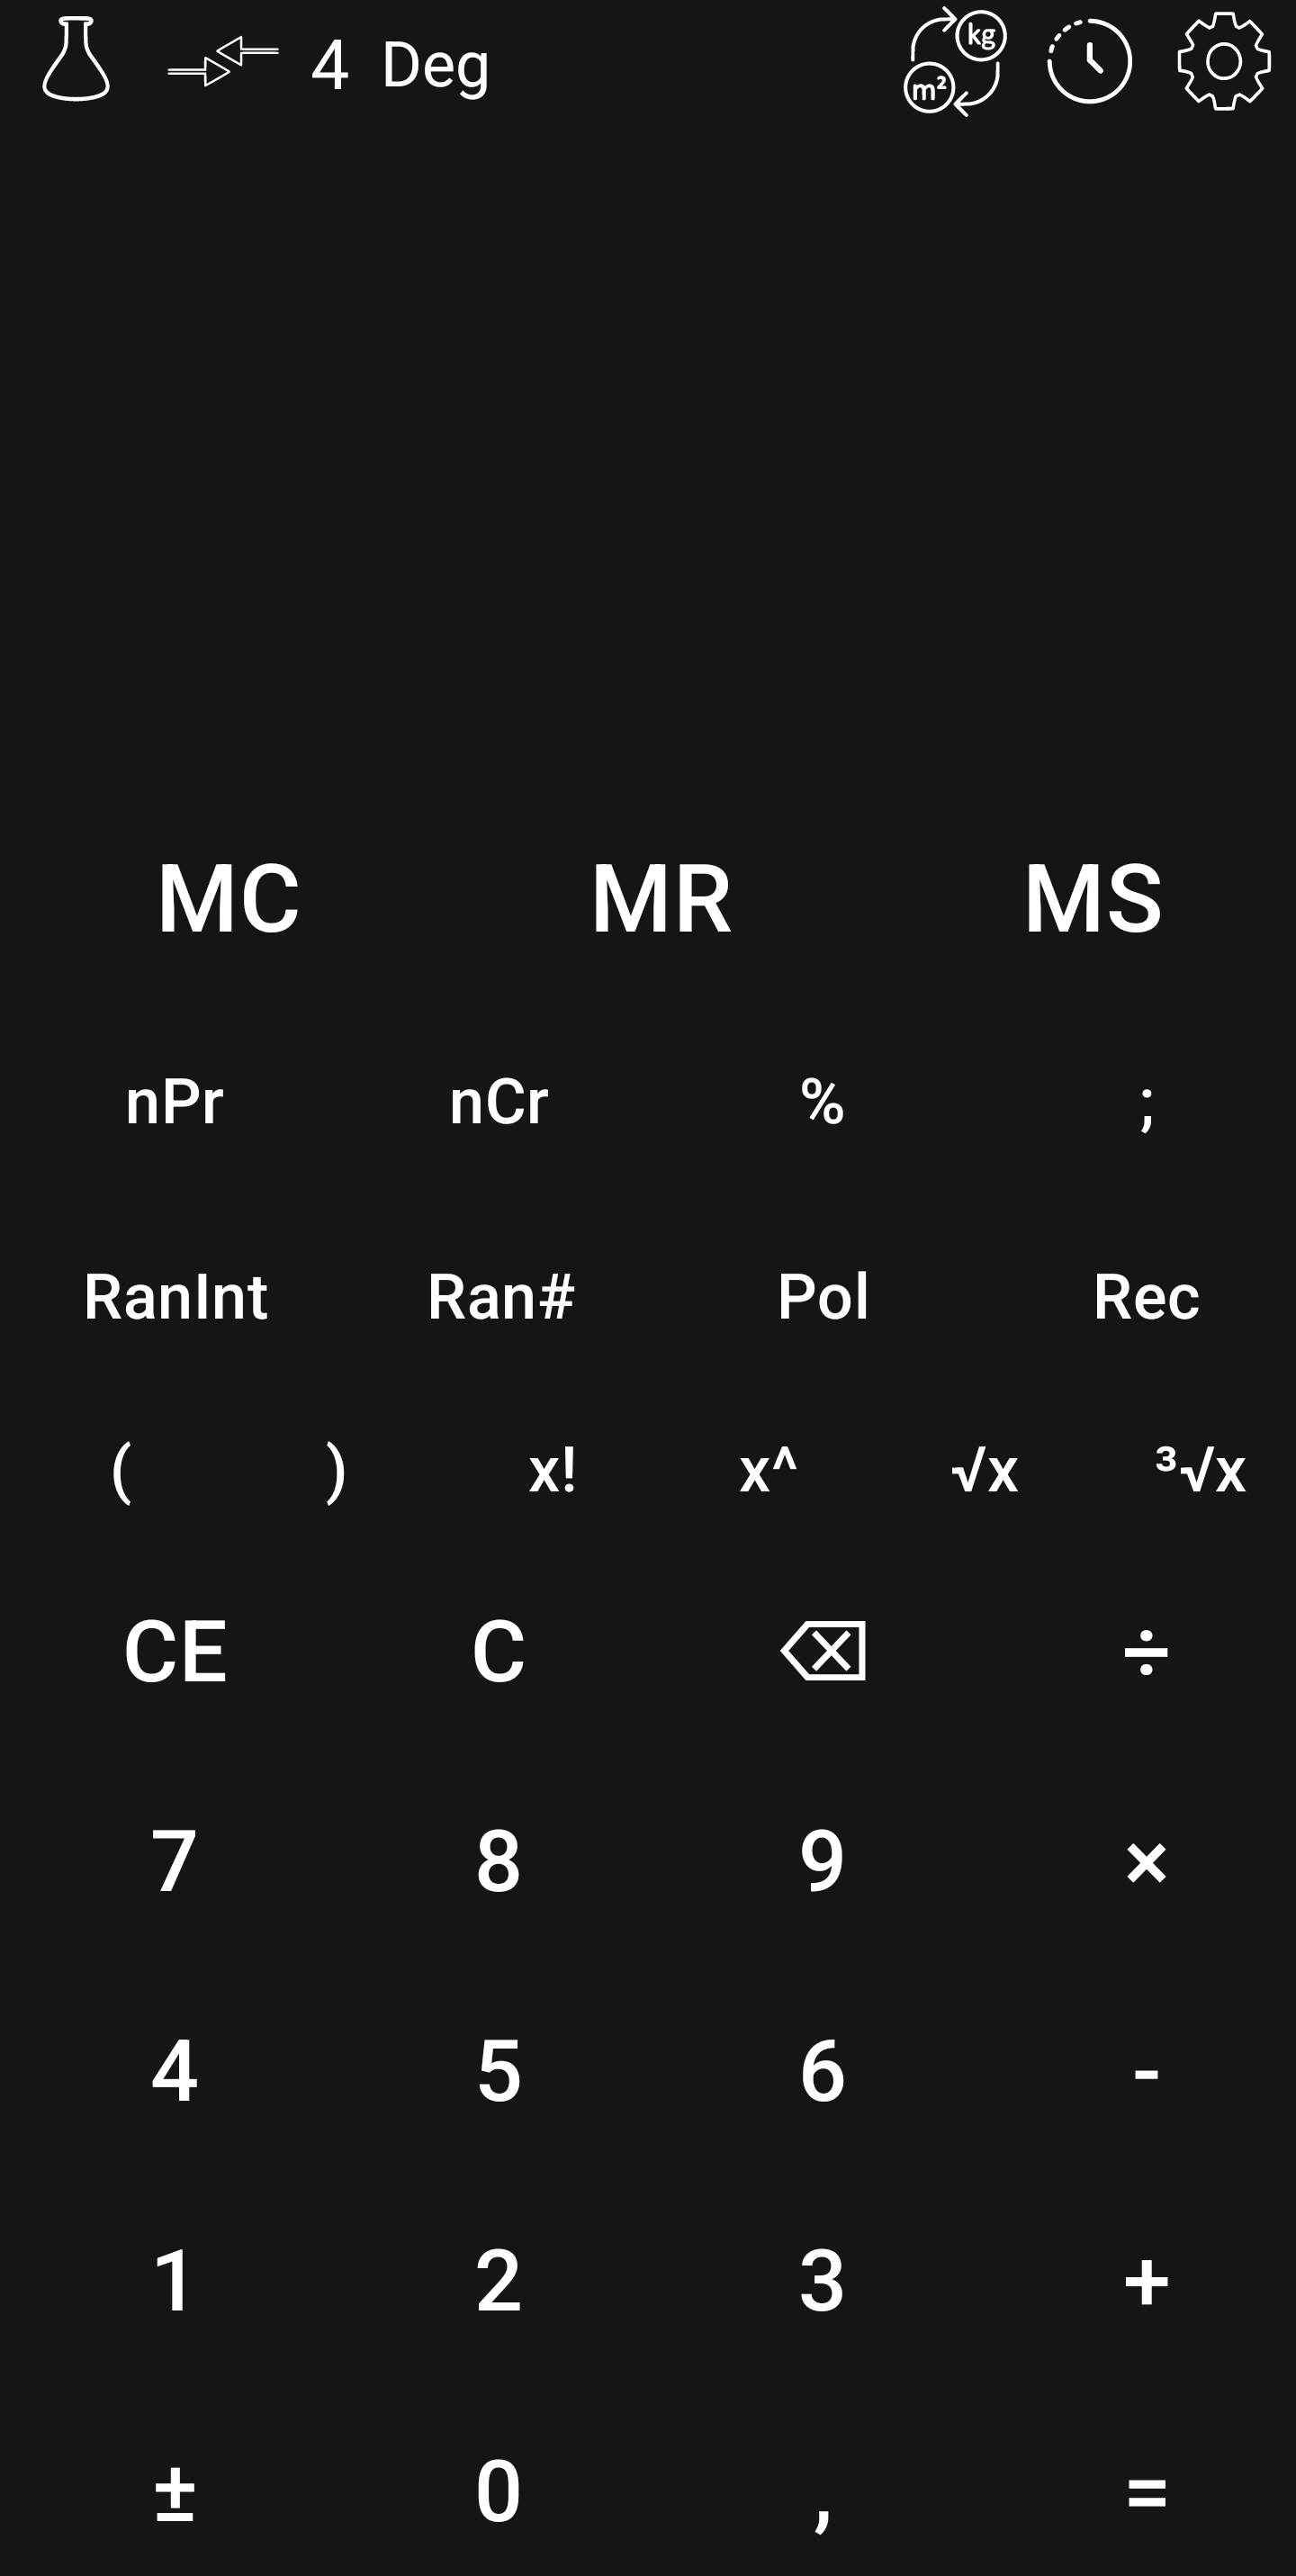 4 Deg kg m²
MC MR MS
nPr nCr % ;
RanInt Ran# Pol Rec
( ) x! x^ √x ³√x
CE C ÷
7 8 9 ×
4 5 6 -
1 2 3 +
± 0 , =